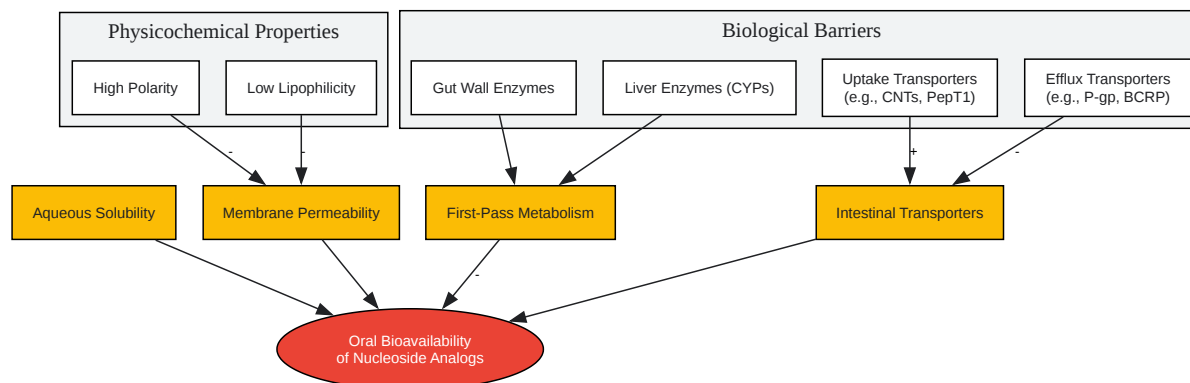 Physicochemical Properties
Biological Barriers
High Polarity
Low Lipophilicity
Gut Wall Enzymes
Liver Enzymes (CYPs)
Uptake Transporters
(e.g., CNTs, PepT1)
Efflux Transporters
(e.g., P-gp, BCRP)
-
-
+
-
Aqueous Solubility
Membrane Permeability
First-Pass Metabolism
Intestinal Transporters
-
Oral Bioavailability
of Nucleoside Analogs